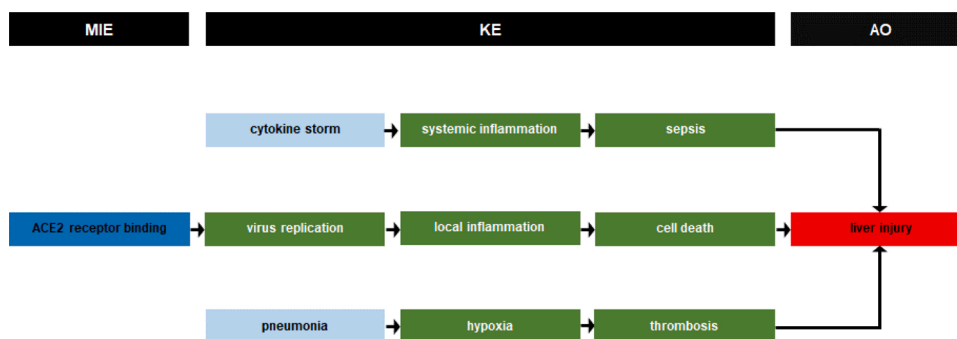 MIE KE AO
cytokine storm systemic inflammation sepsis
ACE2 receptor binding virus replication local inflammation cell death liver injury
pneumonia hypoxia thrombosis